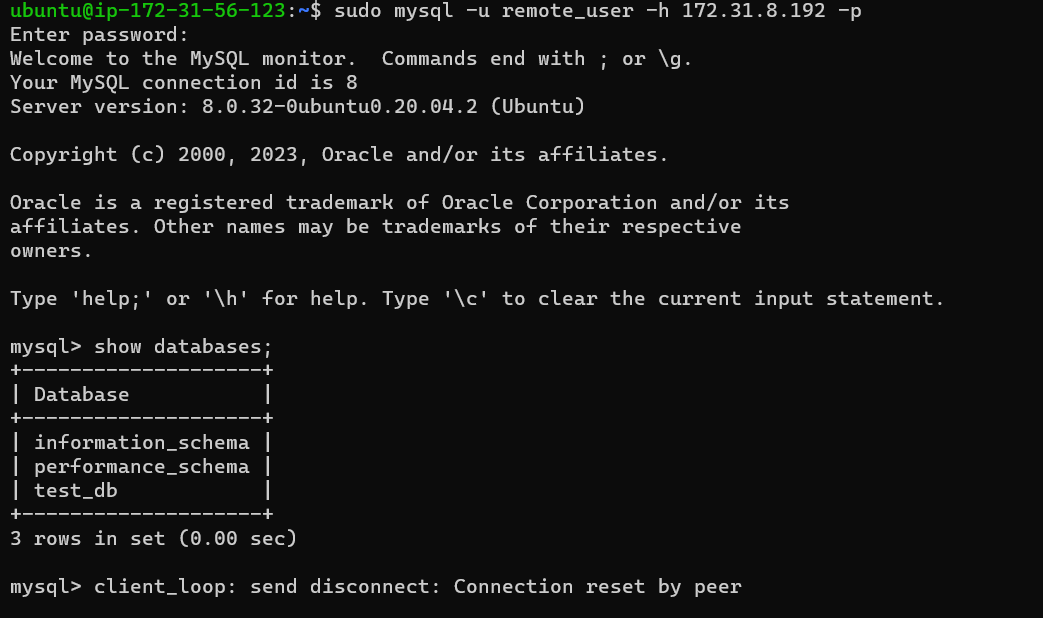 ubuntu@ip-172-31-56-123:~$ sudo mysql -u remote_user -h 172.31.8.192 -p
Enter password:
Welcome to the MySQL monitor.  Commands end with ; or \g.
Your MySQL connection id is 8
Server version: 8.0.32-0ubuntu0.20.04.2 (Ubuntu)

Copyright (c) 2000, 2023, Oracle and/or its affiliates.

Oracle is a registered trademark of Oracle Corporation and/or its
affiliates. Other names may be trademarks of their respective
owners.

Type 'help;' or '\h' for help. Type '\c' to clear the current input statement.

mysql> show databases;
+--------------------+
| Database           |
+--------------------+
| information_schema |
| performance_schema |
| test_db            |
+--------------------+
3 rows in set (0.00 sec)

mysql> client_loop: send disconnect: Connection reset by peer